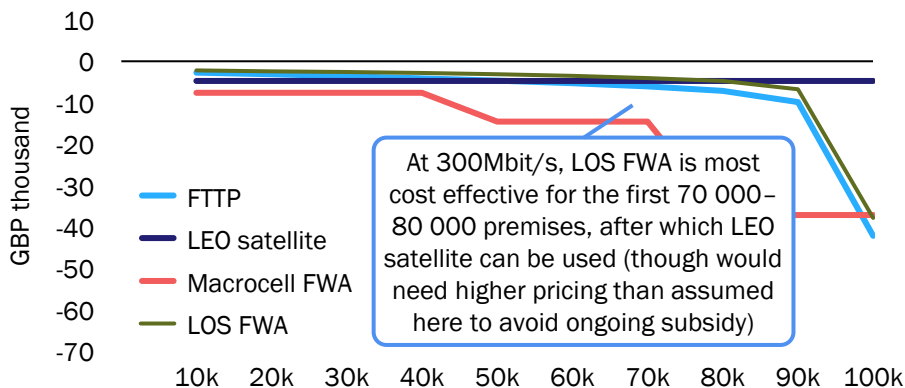 10
0
-10
-20
-30
-40
-50
-60
-70
GBP thousand
FTTP
LEO satellite
Macrocell FWA
LOS FWA
At 300Mbit/s, LOS FWA is most
cost effective for the first 70 000–
80 000 premises, after which LEO
satellite can be used (though would
need higher pricing than assumed
here to avoid ongoing subsidy)
10k 20k 30k 40k 50k 60k 70k 80k 90k 100k